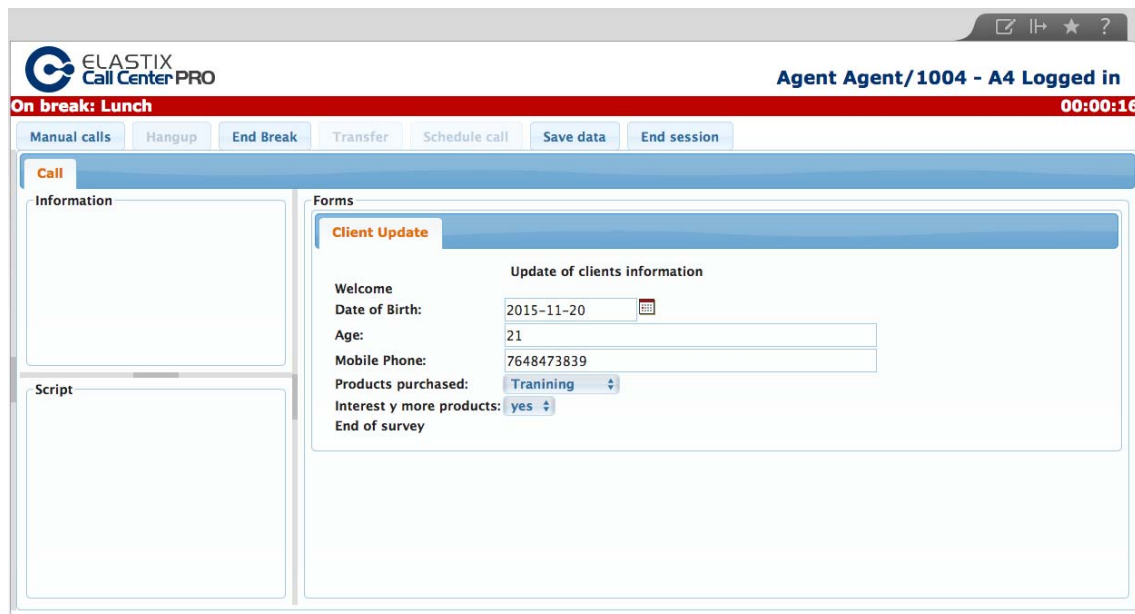 ELASTIX
Call Center PRO
Agent Agent/1004 - A4 Logged in
On break: Lunch 00:00:16
Manual calls Hangup End Break Transfer Schedule call Save data End session
Call
Information
Forms
Client Update
Update of clients information
Welcome
Date of Birth: 2015-11-20
Age: 21
Mobile Phone: 7648473839
Products purchased: Tranining
Interest y more products: yes
End of survey
Script